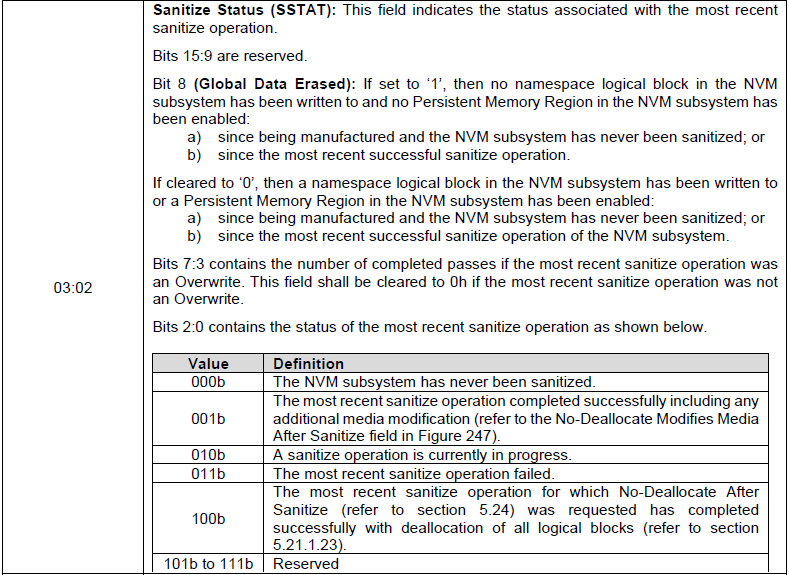 Sanitize Status (SSTAT): This field indicates the status associated with the most recent
sanitize operation.
Bits 15:9 are reserved.
Bit 8 (Global Data Erased): If set to ‘1’, then no namespace logical block in the NVM
subsystem has been written to and no Persistent Memory Region in the NVM subsystem has
been enabled:
a) since being manufactured and the NVM subsystem has never been sanitized; or
b) since the most recent successful sanitize operation.
If cleared to ‘0’, then a namespace logical block in the NVM subsystem has been written to
or a Persistent Memory Region in the NVM subsystem has been enabled:
a) since being manufactured and the NVM subsystem has never been sanitized; or
b) since the most recent successful sanitize operation of the NVM subsystem.
03:02
Bits 7:3 contains the number of completed passes if the most recent sanitize operation was
an Overwrite. This field shall be cleared to 0h if the most recent sanitize operation was not
an Overwrite.
Bits 2:0 contains the status of the most recent sanitize operation as shown below.
Value Definition
000b The NVM subsystem has never been sanitized.
001b The most recent sanitize operation completed successfully including any
additional media modification (refer to the No-Deallocate Modifies Media
After Sanitize field in Figure 247).
010b A sanitize operation is currently in progress.
011b The most recent sanitize operation failed.
100b The most recent sanitize operation for which No-Deallocate After
Sanitize (refer to section 5.24) was requested has completed
successfully with deallocation of all logical blocks (refer to section
5.21.1.23).
101b to 111b Reserved